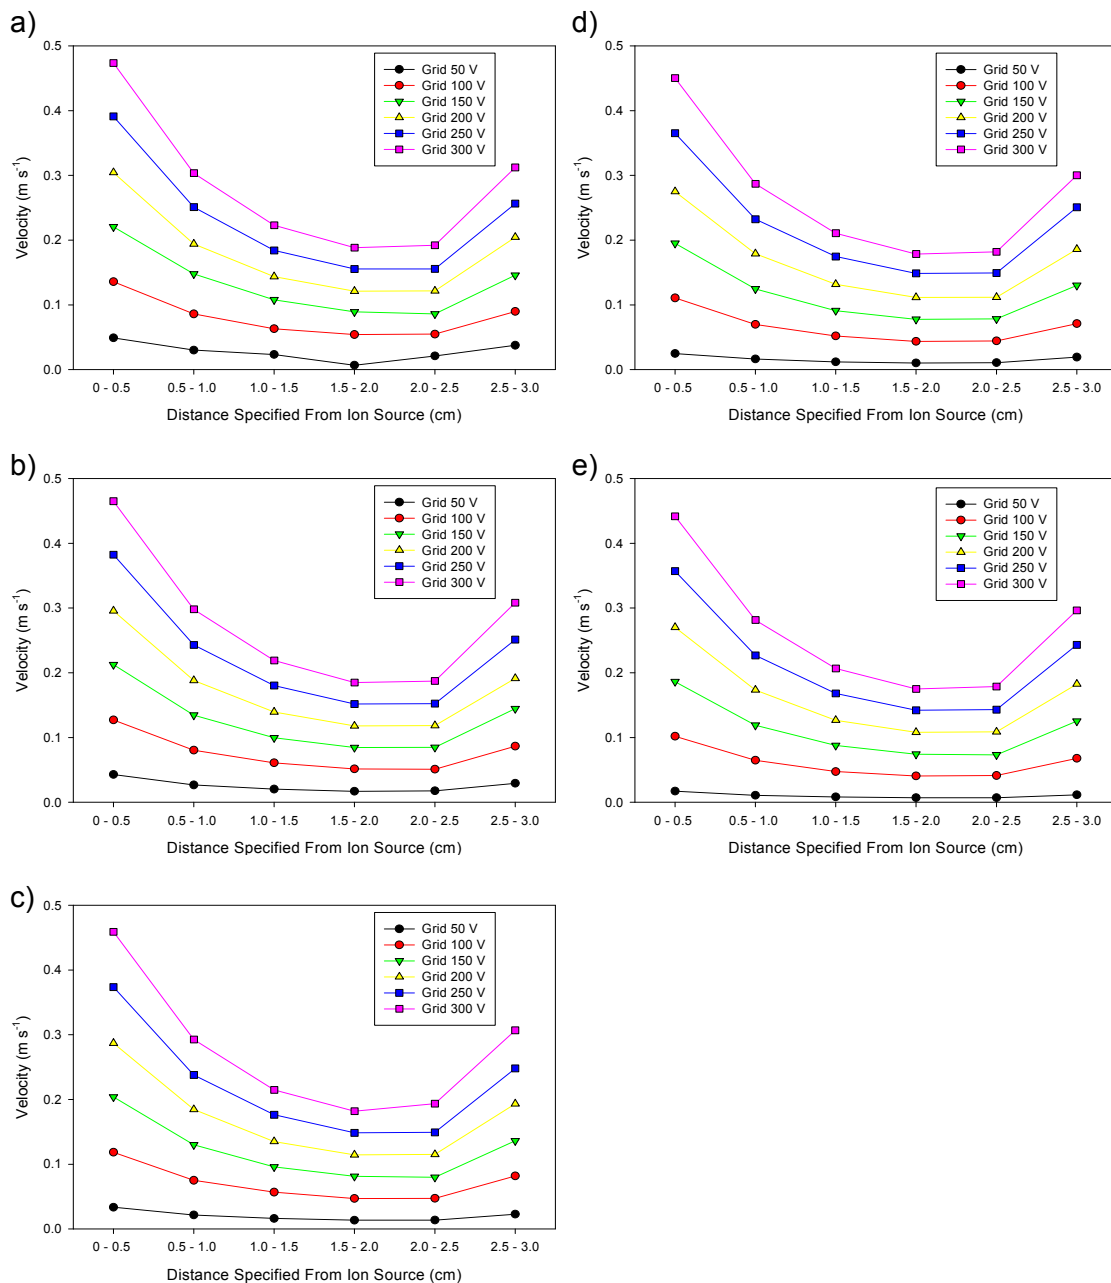 a)
0.5
0.4
0.3
0.2
0.1
0.0
Velocity (m s⁻¹)
Grid 50 V
Grid 100 V
Grid 150 V
Grid 200 V
Grid 250 V
Grid 300 V
0 - 0.5 0.5 - 1.0 1.0 - 1.5 1.5 - 2.0 2.0 - 2.5 2.5 - 3.0
Distance Specified From Ion Source (cm)
b)
0.5
0.4
0.3
0.2
0.1
0.0
Velocity (m s⁻¹)
Grid 50 V
Grid 100 V
Grid 150 V
Grid 200 V
Grid 250 V
Grid 300 V
0 - 0.5 0.5 - 1.0 1.0 - 1.5 1.5 - 2.0 2.0 - 2.5 2.5 - 3.0
Distance Specified From Ion Source (cm)
c)
0.5
0.4
0.3
0.2
0.1
0.0
Velocity (m s⁻¹)
Grid 50 V
Grid 100 V
Grid 150 V
Grid 200 V
Grid 250 V
Grid 300 V
0 - 0.5 0.5 - 1.0 1.0 - 1.5 1.5 - 2.0 2.0 - 2.5 2.5 - 3.0
Distance Specified From Ion Source (cm)
d)
0.5
0.4
0.3
0.2
0.1
0.0
Velocity (m s⁻¹)
Grid 50 V
Grid 100 V
Grid 150 V
Grid 200 V
Grid 250 V
Grid 300 V
0 - 0.5 0.5 - 1.0 1.0 - 1.5 1.5 - 2.0 2.0 - 2.5 2.5 - 3.0
Distance Specified From Ion Source (cm)
e)
0.5
0.4
0.3
0.2
0.1
0.0
Velocity (m s⁻¹)
Grid 50 V
Grid 100 V
Grid 150 V
Grid 200 V
Grid 250 V
Grid 300 V
0 - 0.5 0.5 - 1.0 1.0 - 1.5 1.5 - 2.0 2.0 - 2.5 2.5 - 3.0
Distance Specified From Ion Source (cm)